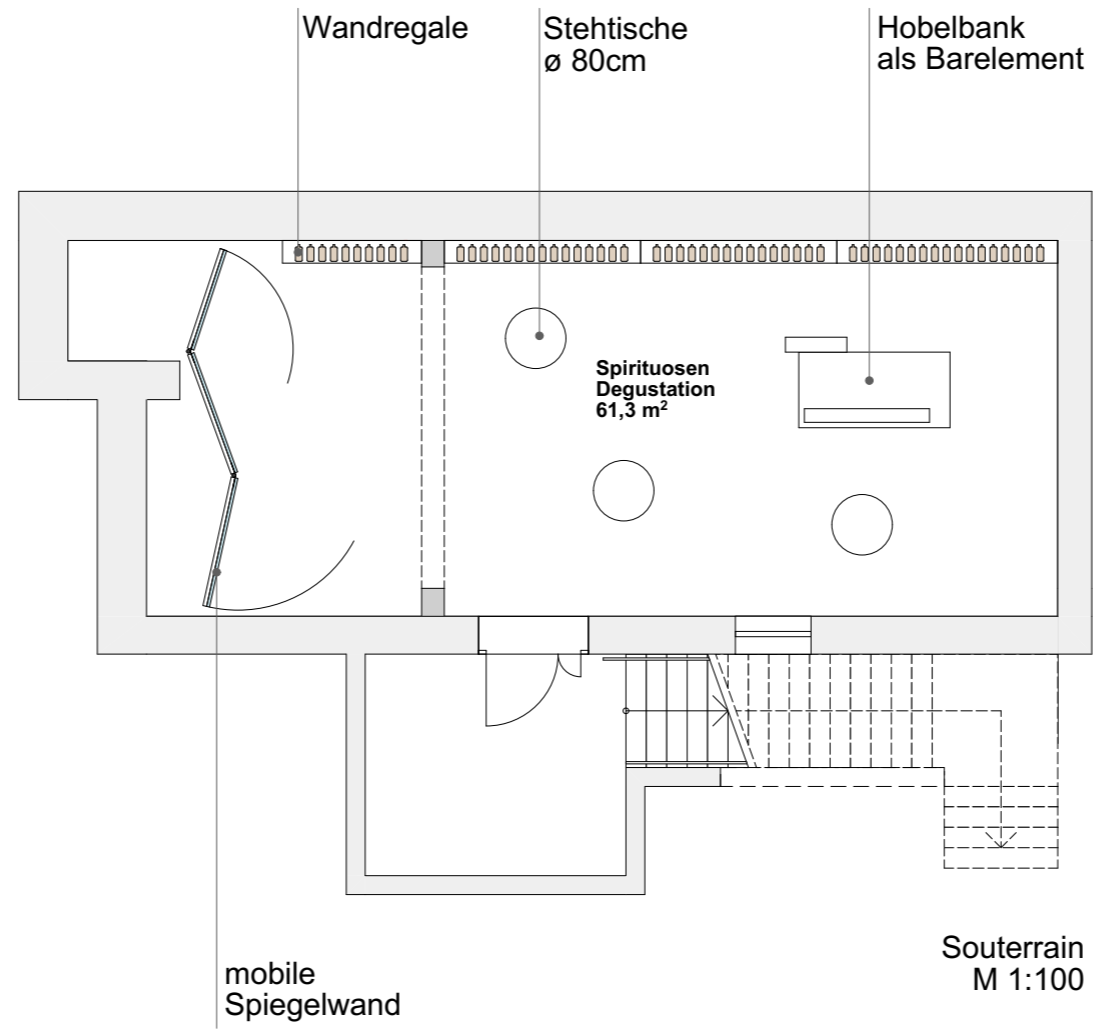 Wandregale
Stehtische
ø 80cm
Hobelbank
als Barelement
Spirituosen
Degustation
61,3 m²
mobile
Spiegelwand
Souterrain
M 1:100